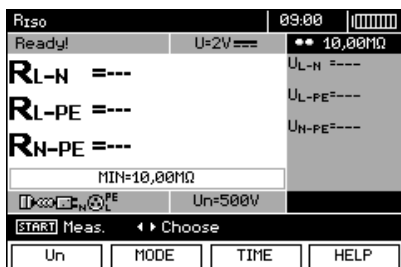 RISO 09:00
Ready! U=2V 10,00MΩ
RL-N =---
RL-PE =---
RN-PE =---
UL-N =---
UL-PE=---
UN-PE=---
MIN=10,00MΩ
N PE L Un=500V
START Meas. Choose
Un MODE TIME HELP